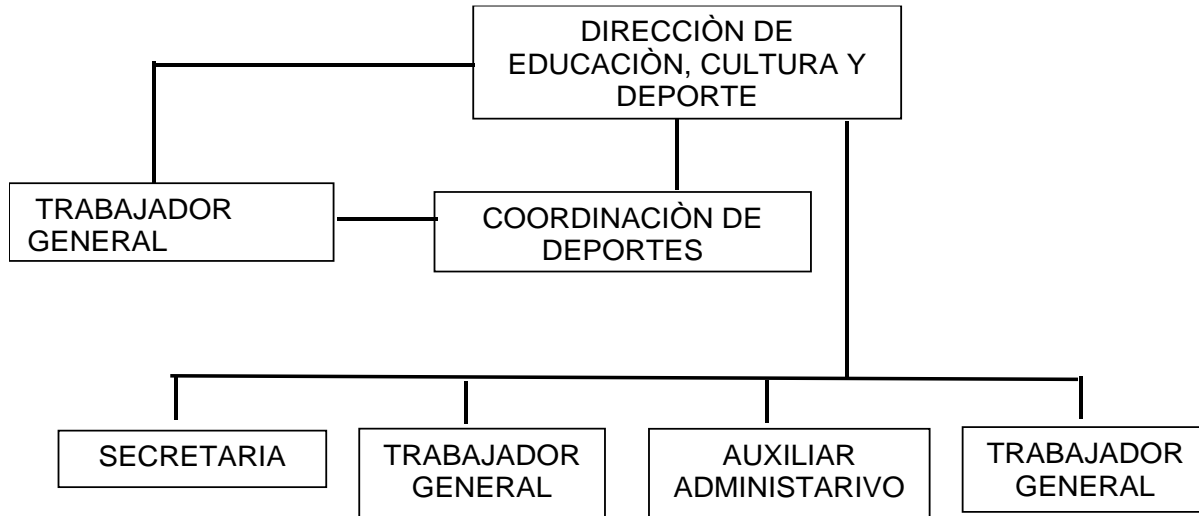 DIRECCIÒN DE
EDUCACIÒN, CULTURA Y
DEPORTE
TRABAJADOR
GENERAL
COORDINACIÒN DE
DEPORTES
SECRETARIA
TRABAJADOR
GENERAL
AUXILIAR
ADMINISTARIVO
TRABAJADOR
GENERAL